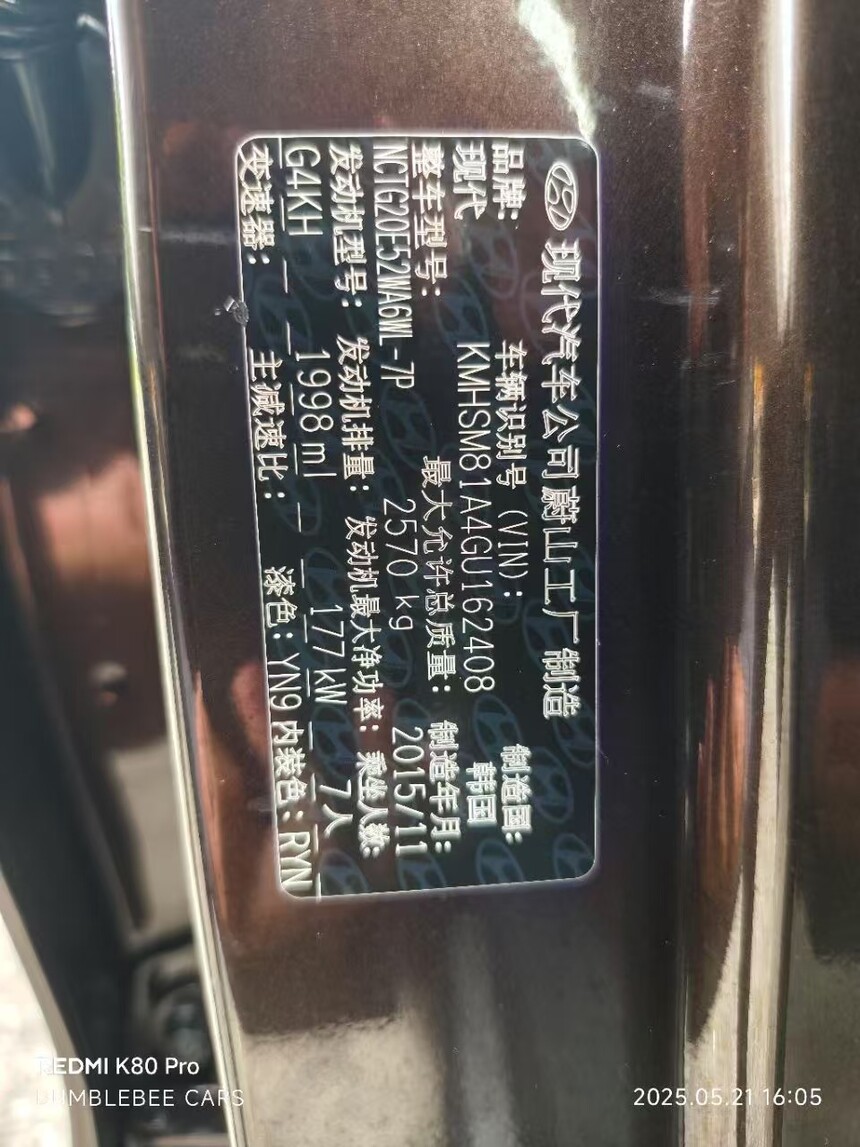 现代汽车公司蔚山工厂制造
品牌: 车辆识别号 (VIN): 制造国:
现代 KMHSM81A4GU162408 韩国
整车型号: 最大允许总质量: 制造年月:
NCTG20E52WA6WL-7P 2570 kg 2015/11
发动机型号: 发动机排量: 发动机最大净功率: 乘坐人数:
G4KH 1998 ml 177 kW 7人
变速器: 主减速比: 漆色: YN9 内装色: RYN
REDMI K80 Pro
BUMBLEBEE CARS
2025.05.21 16:05